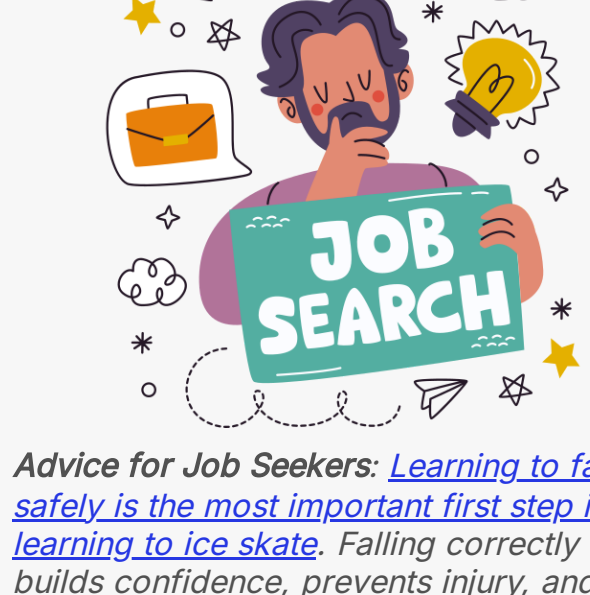 JOB
SEARCH
Advice for Job Seekers: Learning to
safely is the most important first step
learning to ice skate. Falling correctly
builds confidence, prevents injury, and